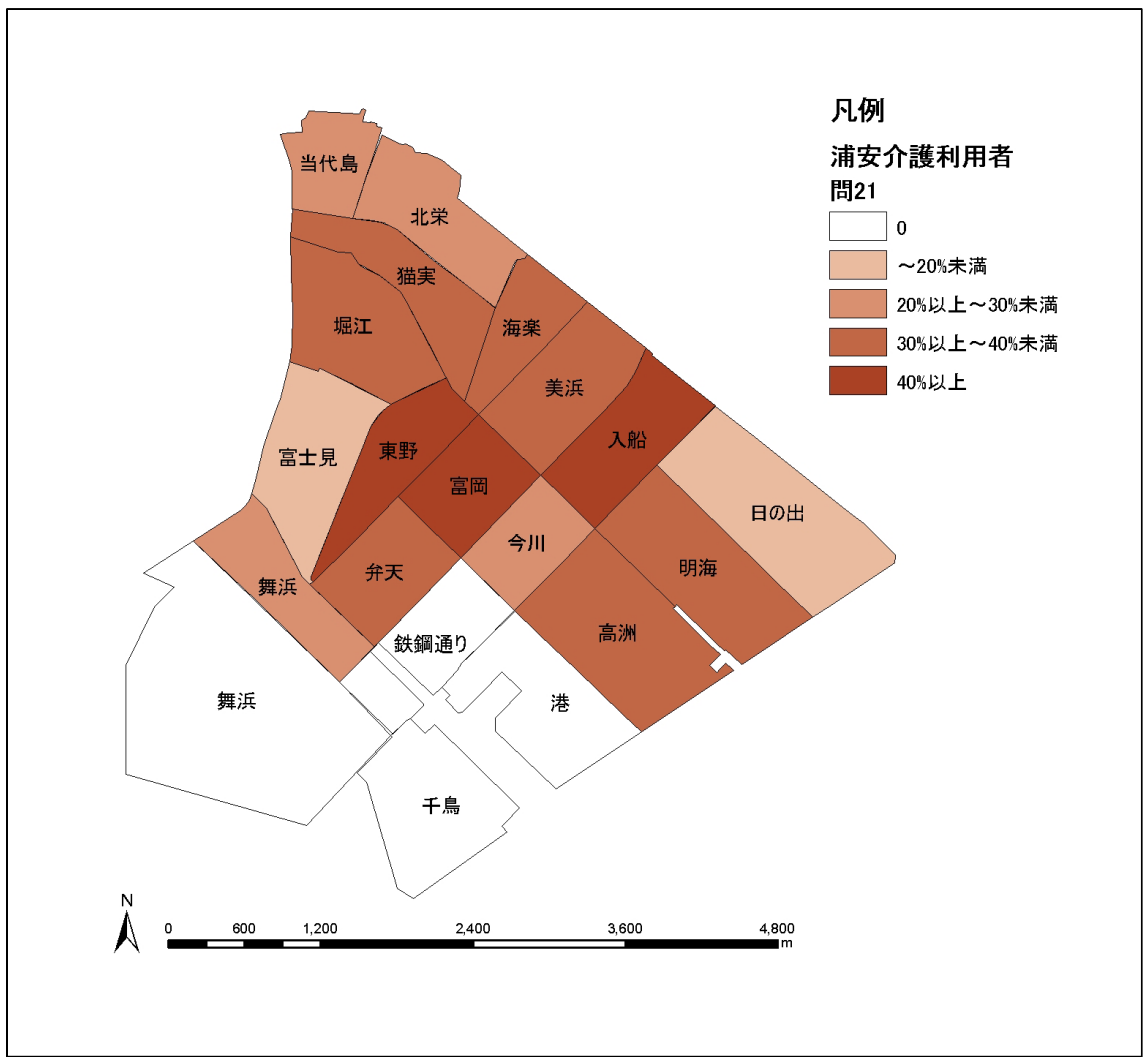 凡例
浦安介護利用者
問21
0
～20%未満
20%以上～30%未満
30%以上～40%未満
40%以上
当代島
北栄
猫実
堀江
海楽
美浜
入船
東野
富士見
富岡
日の出
今川
明海
弁天
舞浜
高洲
鉄鋼通り
舞浜
港
千鳥
N
0 600 1,200 2,400 3,600 4,800
m